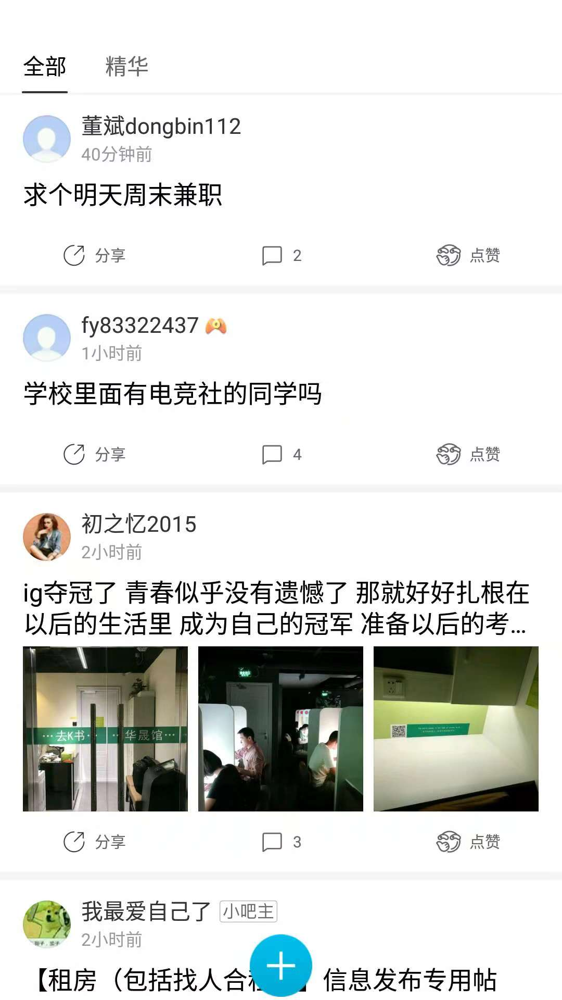 全部 精华
董斌dongbin112
40分钟前
求个明天周末兼职
分享 2 点赞
fy83322437
1小时前
学校里面有电竞社的同学吗
分享 4 点赞
初之忆2015
2小时前
ig夺冠了 青春似乎没有遗憾了 那就好好扎根在
以后的生活里 成为自己的冠军 准备以后的考...
···去K书·· ··华晟馆···
分享 3 点赞
我最爱自己了 小吧主
2小时前
【租房（包括找人合 】信息发布专用帖